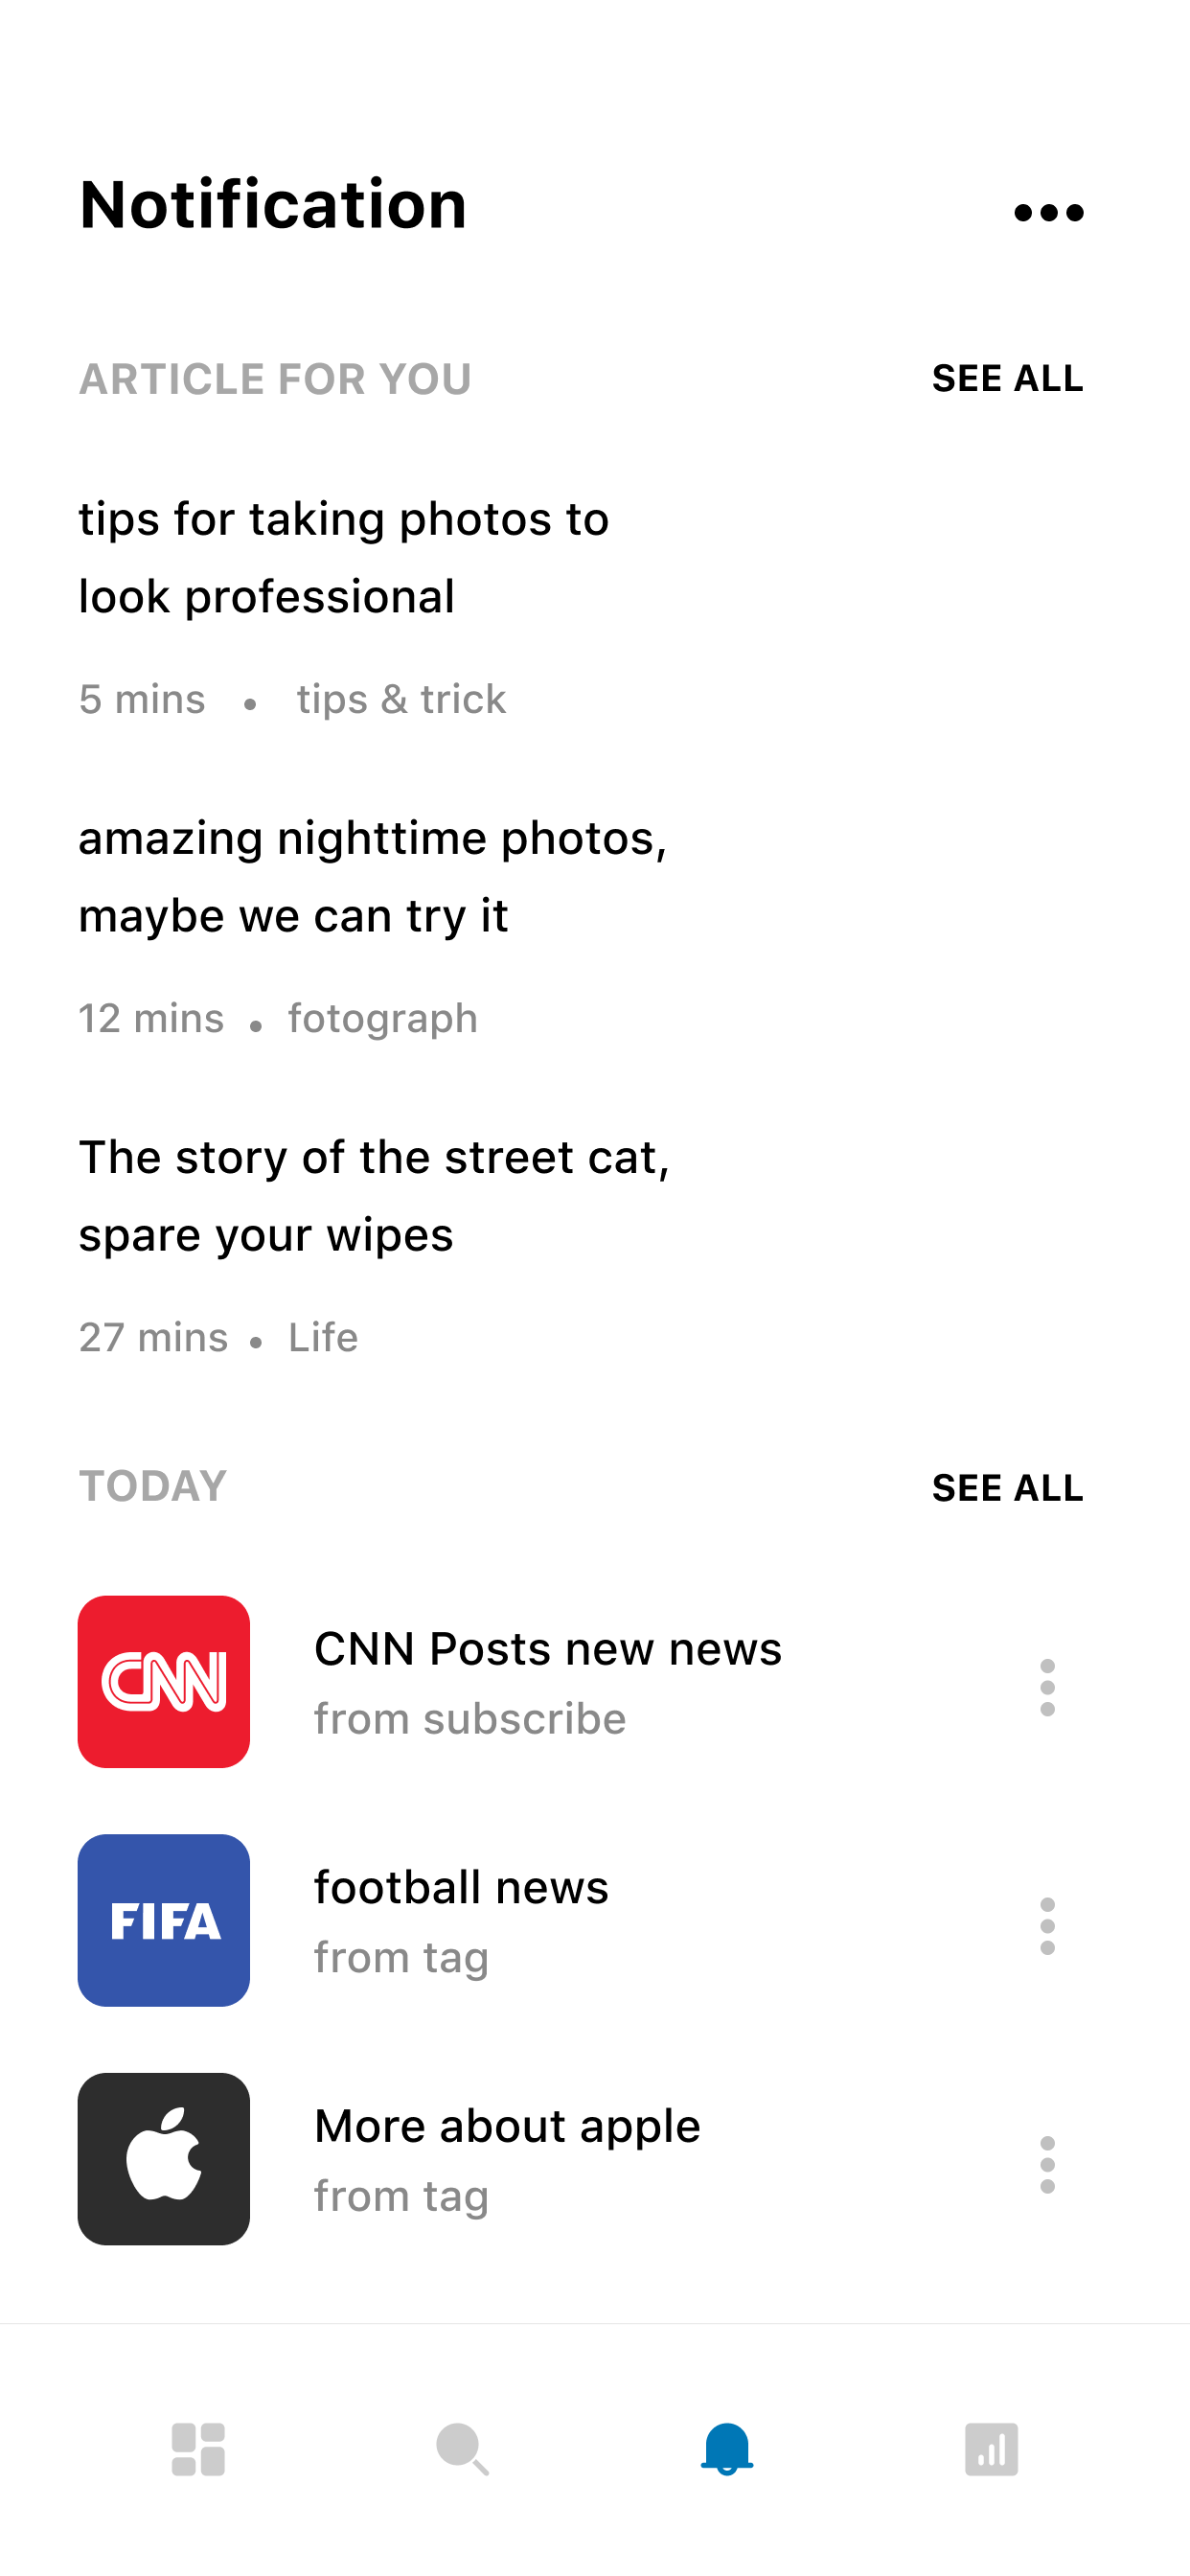 Notification
ARTICLE FOR YOU
SEE ALL
tips for taking photos to
look professional
5 mins • tips & trick
amazing nighttime photos,
maybe we can try it
12 mins • fotograph
The story of the street cat,
spare your wipes
27 mins • Life
TODAY
SEE ALL
CNN
CNN Posts new news
from subscribe
FIFA
football news
from tag
More about apple
from tag